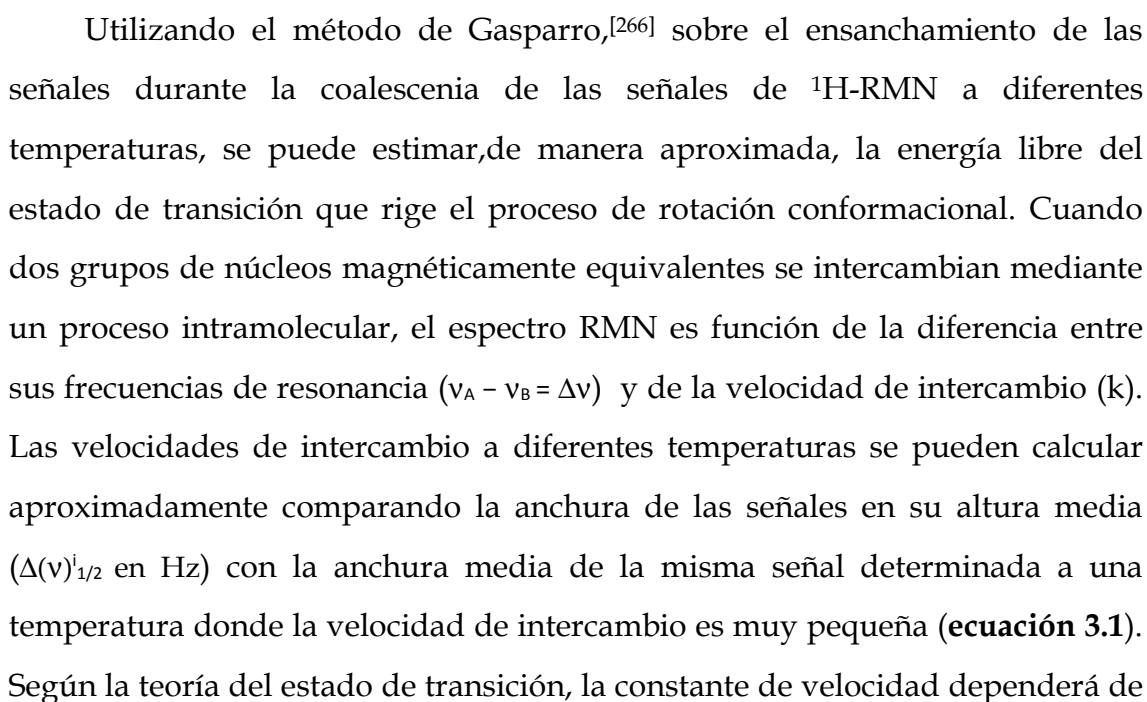 Utilizando el método de Gasparro,[266] sobre el ensanchamiento de las
señales durante la coalescenia de las señales de ¹H-RMN a diferentes
temperaturas, se puede estimar,de manera aproximada, la energía libre del
estado de transición que rige el proceso de rotación conformacional. Cuando
dos grupos de núcleos magnéticamente equivalentes se intercambian mediante
un proceso intramolecular, el espectro RMN es función de la diferencia entre
sus frecuencias de resonancia (νA – νB = Δν) y de la velocidad de intercambio (k).
Las velocidades de intercambio a diferentes temperaturas se pueden calcular
aproximadamente comparando la anchura de las señales en su altura media
(Δ(ν)ⁱ1/2 en Hz) con la anchura media de la misma señal determinada a una
temperatura donde la velocidad de intercambio es muy pequeña (ecuación 3.1).
Según la teoría del estado de transición, la constante de velocidad dependerá de